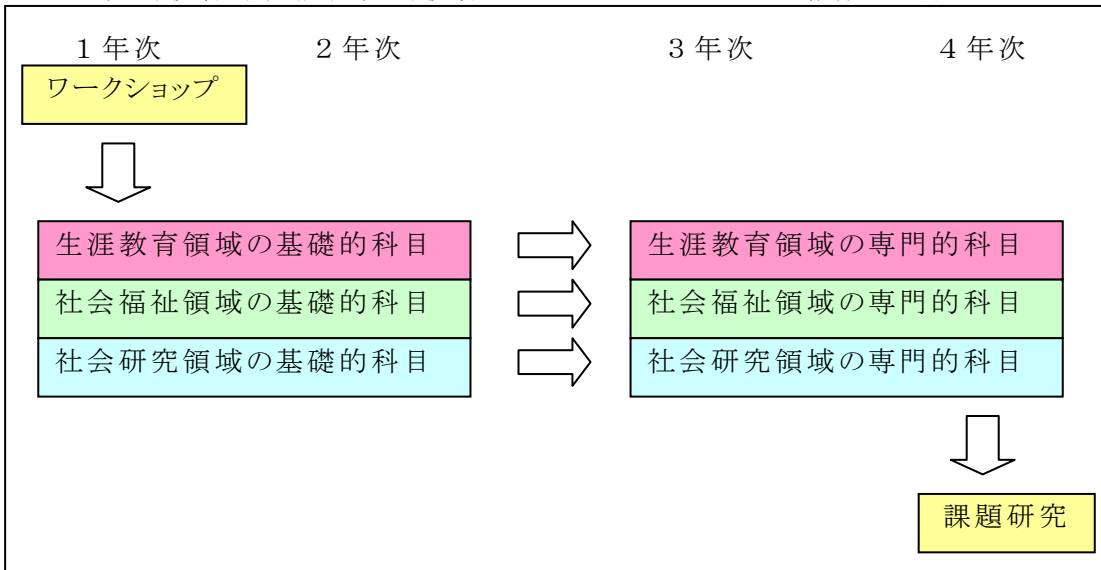 1年次 2年次 3年次 4年次
ワークショップ
生涯教育領域の基礎的科目 生涯教育領域の専門的科目
社会福祉領域の基礎的科目 社会福祉領域の専門的科目
社会研究領域の基礎的科目 社会研究領域の専門的科目
課題研究